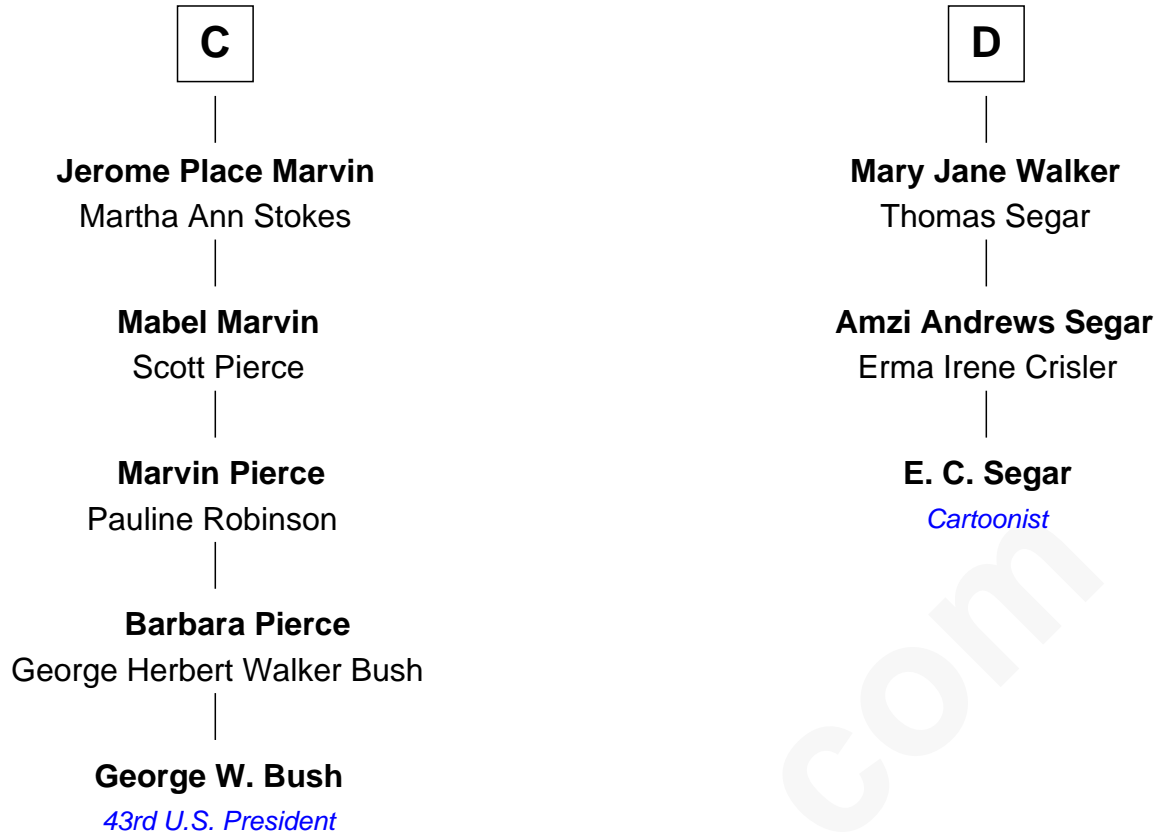 C
Jerome Place Marvin
Martha Ann Stokes
Mabel Marvin
Scott Pierce
Marvin Pierce
Pauline Robinson
Barbara Pierce
George Herbert Walker Bush
George W. Bush
43rd U.S. President
D
Mary Jane Walker
Thomas Segar
Amzi Andrews Segar
Erma Irene Crisler
E. C. Segar
Cartoonist
com